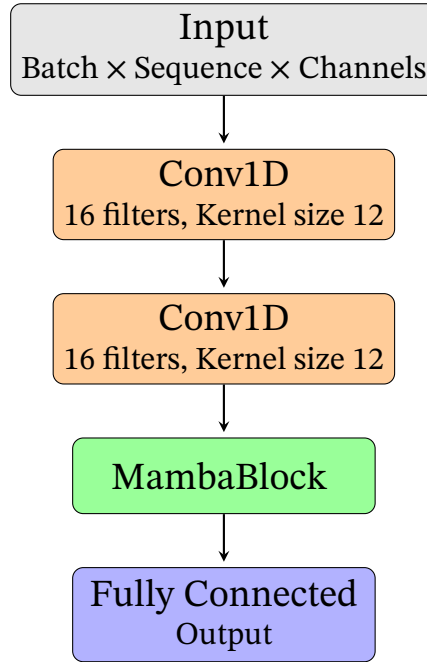 Input
Batch × Sequence × Channels
Conv1D
16 filters, Kernel size 12
Conv1D
16 filters, Kernel size 12
MambaBlock
Fully Connected
Output